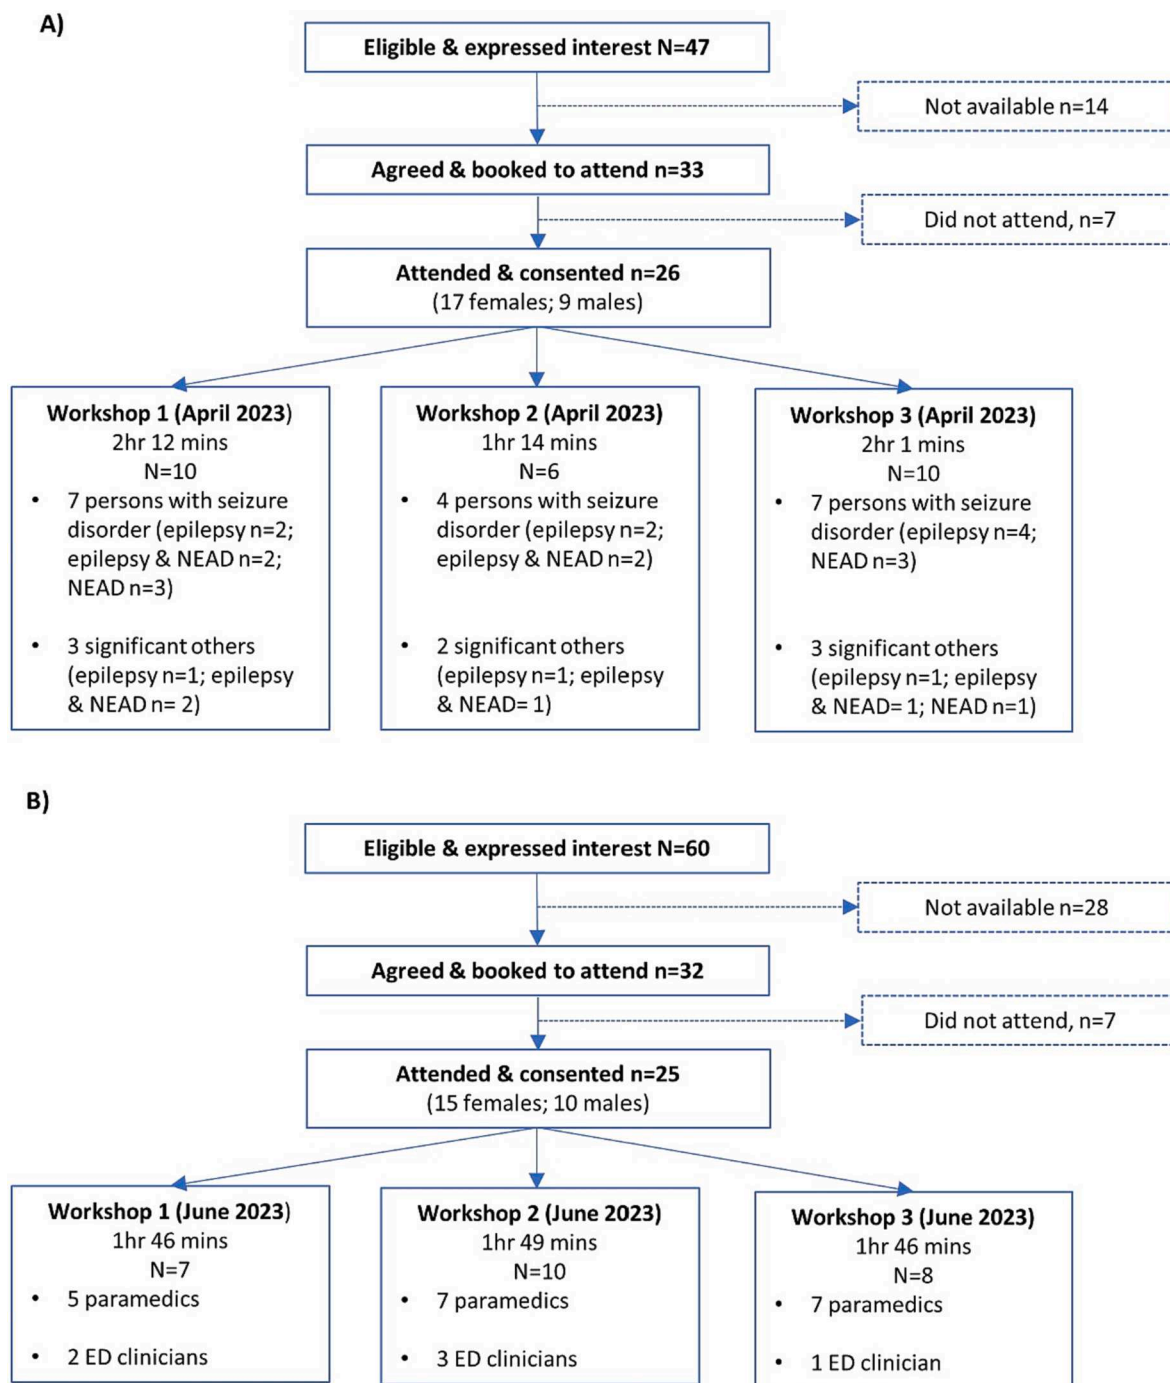 A)
Eligible & expressed interest N=47
Not available n=14
Agreed & booked to attend n=33
Did not attend, n=7
Attended & consented n=26
(17 females; 9 males)
Workshop 1 (April 2023)
2hr 12 mins
N=10
• 7 persons with seizure
disorder (epilepsy n=2;
epilepsy & NEAD n=2;
NEAD n=3)
• 3 significant others
(epilepsy n=1; epilepsy
& NEAD n= 2)
Workshop 2 (April 2023)
1hr 14 mins
N=6
• 4 persons with seizure
disorder (epilepsy n=2;
epilepsy & NEAD n=2)
• 2 significant others
(epilepsy n=1; epilepsy
& NEAD= 1)
Workshop 3 (April 2023)
2hr 1 mins
N=10
• 7 persons with seizure
disorder (epilepsy n=4;
NEAD n=3)
• 3 significant others
(epilepsy n=1; epilepsy
& NEAD= 1; NEAD n=1)
B)
Eligible & expressed interest N=60
Not available n=28
Agreed & booked to attend n=32
Did not attend, n=7
Attended & consented n=25
(15 females; 10 males)
Workshop 1 (June 2023)
1hr 46 mins
N=7
• 5 paramedics
• 2 ED clinicians
Workshop 2 (June 2023)
1hr 49 mins
N=10
• 7 paramedics
• 3 ED clinicians
Workshop 3 (June 2023)
1hr 46 mins
N=8
• 7 paramedics
• 1 ED clinician